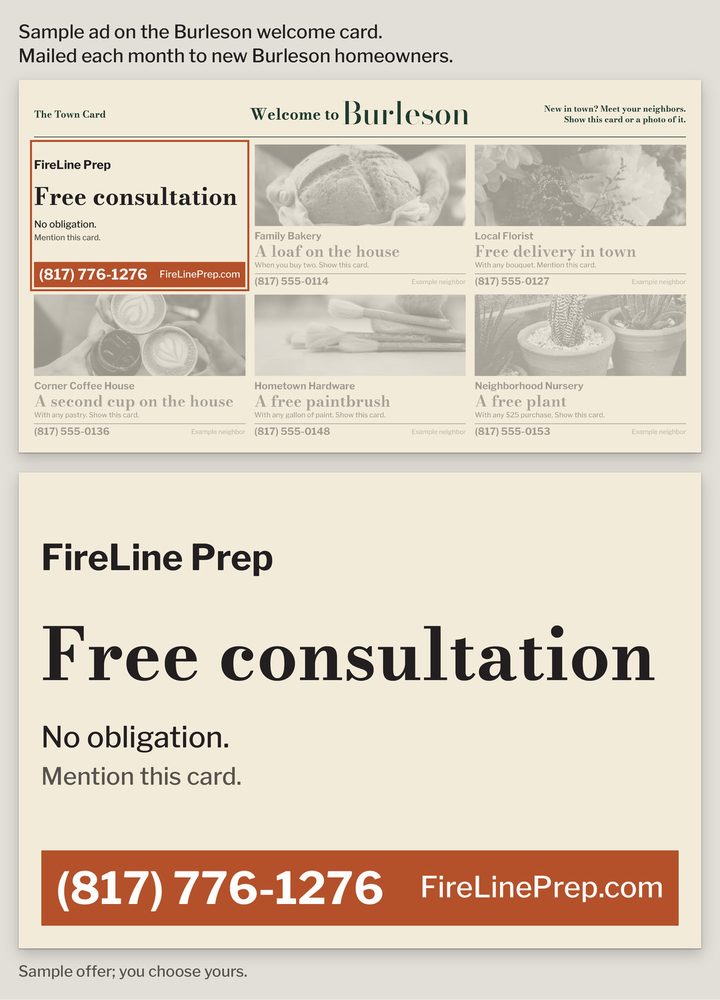 Sample ad on the Burleson welcome card.
Mailed each month to new Burleson homeowners.
The Town Card
Welcome to Burleson
New in town? Meet your neighbors.
Show this card or a photo of it.
FireLine Prep
Free consultation
No obligation.
Mention this card.
(817) 776-1276 FireLinePrep.com
Family Bakery
A loaf on the house
When you buy two. Show this card.
(817) 555-0114 Example neighbor
Local Florist
Free delivery in town
With any bouquet. Mention this card.
(817) 555-0127 Example neighbor
Corner Coffee House
A second cup on the house
With any pastry. Show this card.
(817) 555-0136 Example neighbor
Hometown Hardware
A free paintbrush
With any gallon of paint. Show this card.
(817) 555-0148 Example neighbor
Neighborhood Nursery
A free plant
With any $25 purchase. Show this card.
(817) 555-0153 Example neighbor
FireLine Prep
Free consultation
No obligation.
Mention this card.
(817) 776-1276 FireLinePrep.com
Sample offer; you choose yours.